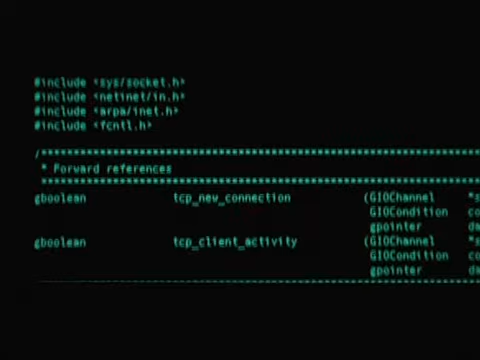 #include <sys/socket.h>
#include <netinet/in.h>
#include <arpa/inet.h>
#include <fcntl.h>
* Forward references
gboolean tcp_new_connection (GIOChannel
GIOCondition
gpointer
gboolean tcp_client_activity (GIOChannel
GIOCondition
gpointer